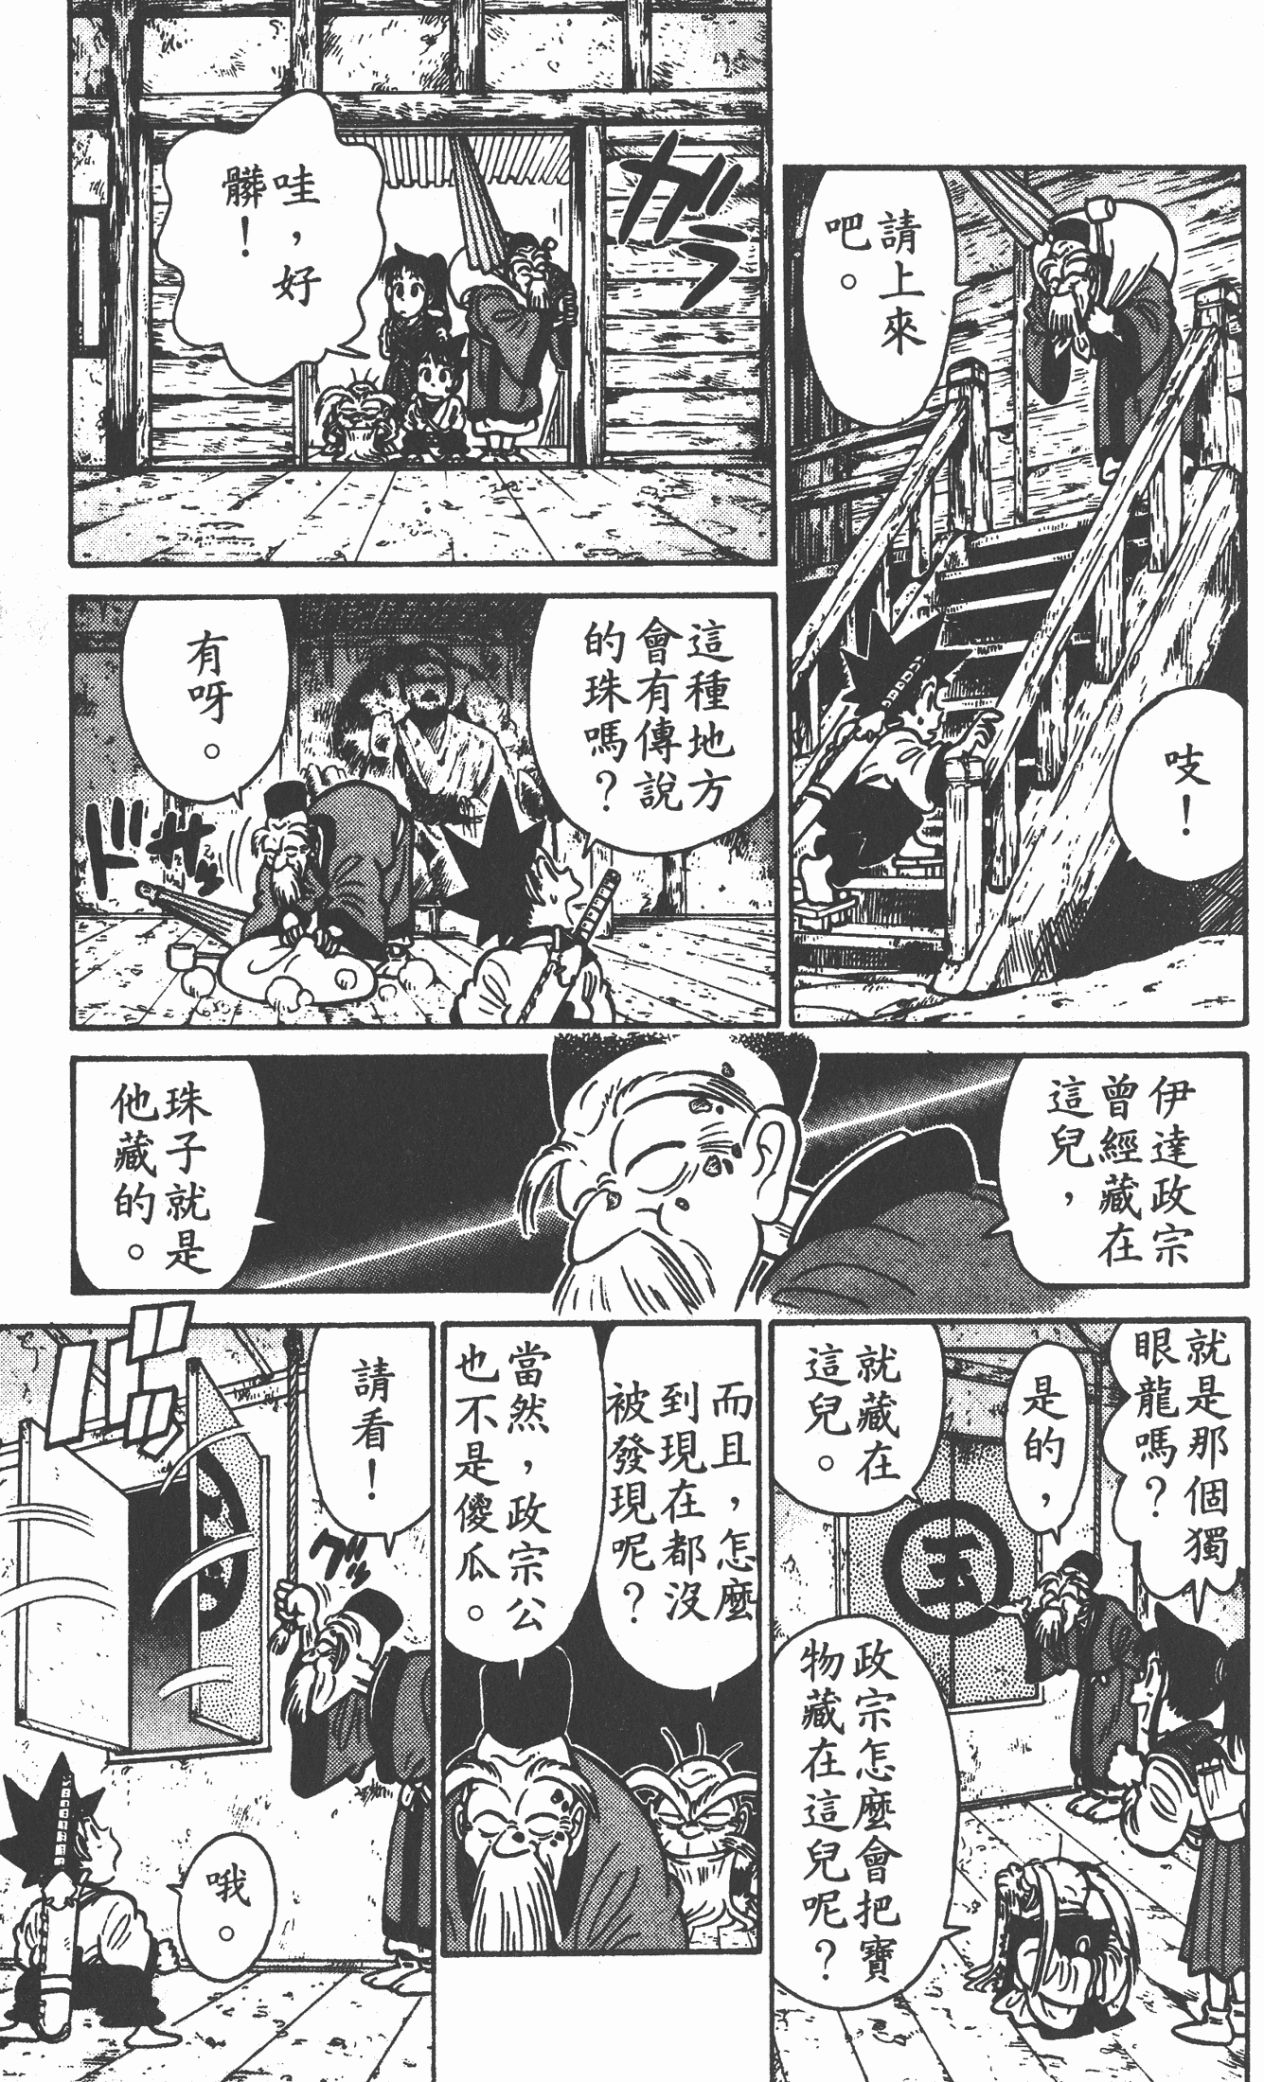 請上來
吧。
吱！
哇，好
髒！
ガラ
這種地方
會有傳說
的珠嗎？
有呀。
ドサッ
伊達政宗
曾經藏在
這兒，
珠子就是
他藏的。
就是那個獨
眼龍嗎？
是的，
就藏在
這兒。
玉
政宗怎麼會把寶
物藏在這兒呢？
而且，怎麼
到現在都沒
被發現呢？
當然，政宗公
也不是傻瓜。
請看！
グッ
哦。